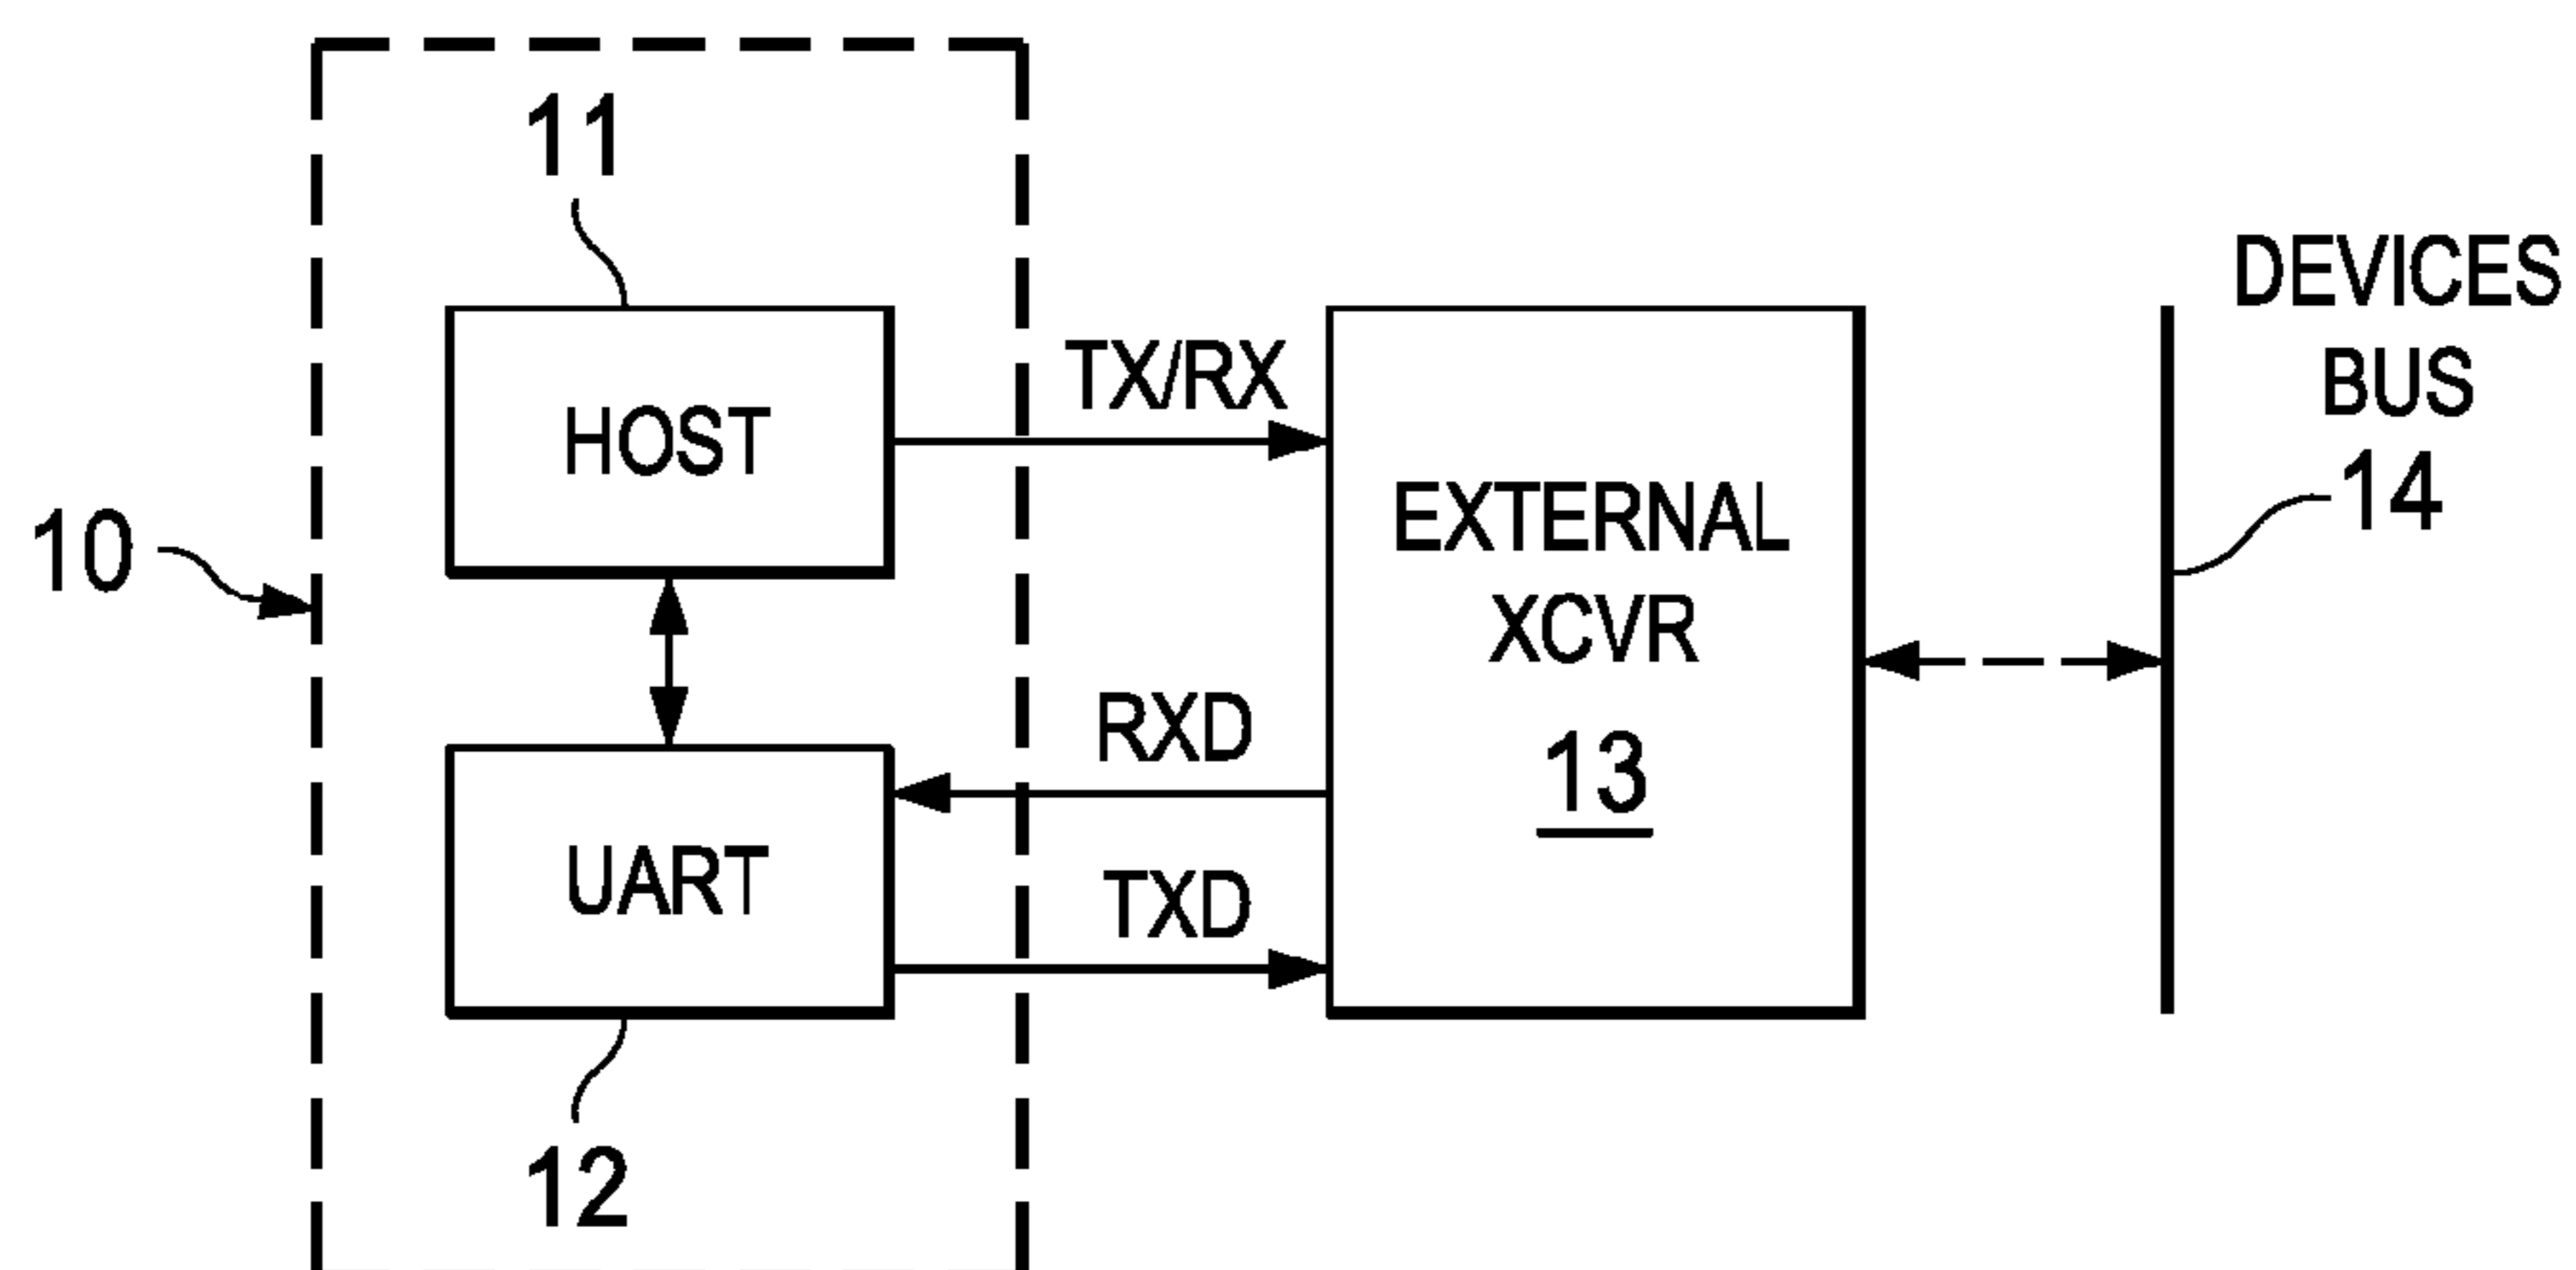 11
HOST
10
UART
12
TX/RX
RXD
TXD
EXTERNAL
XCVR
13
DEVICES
BUS
14